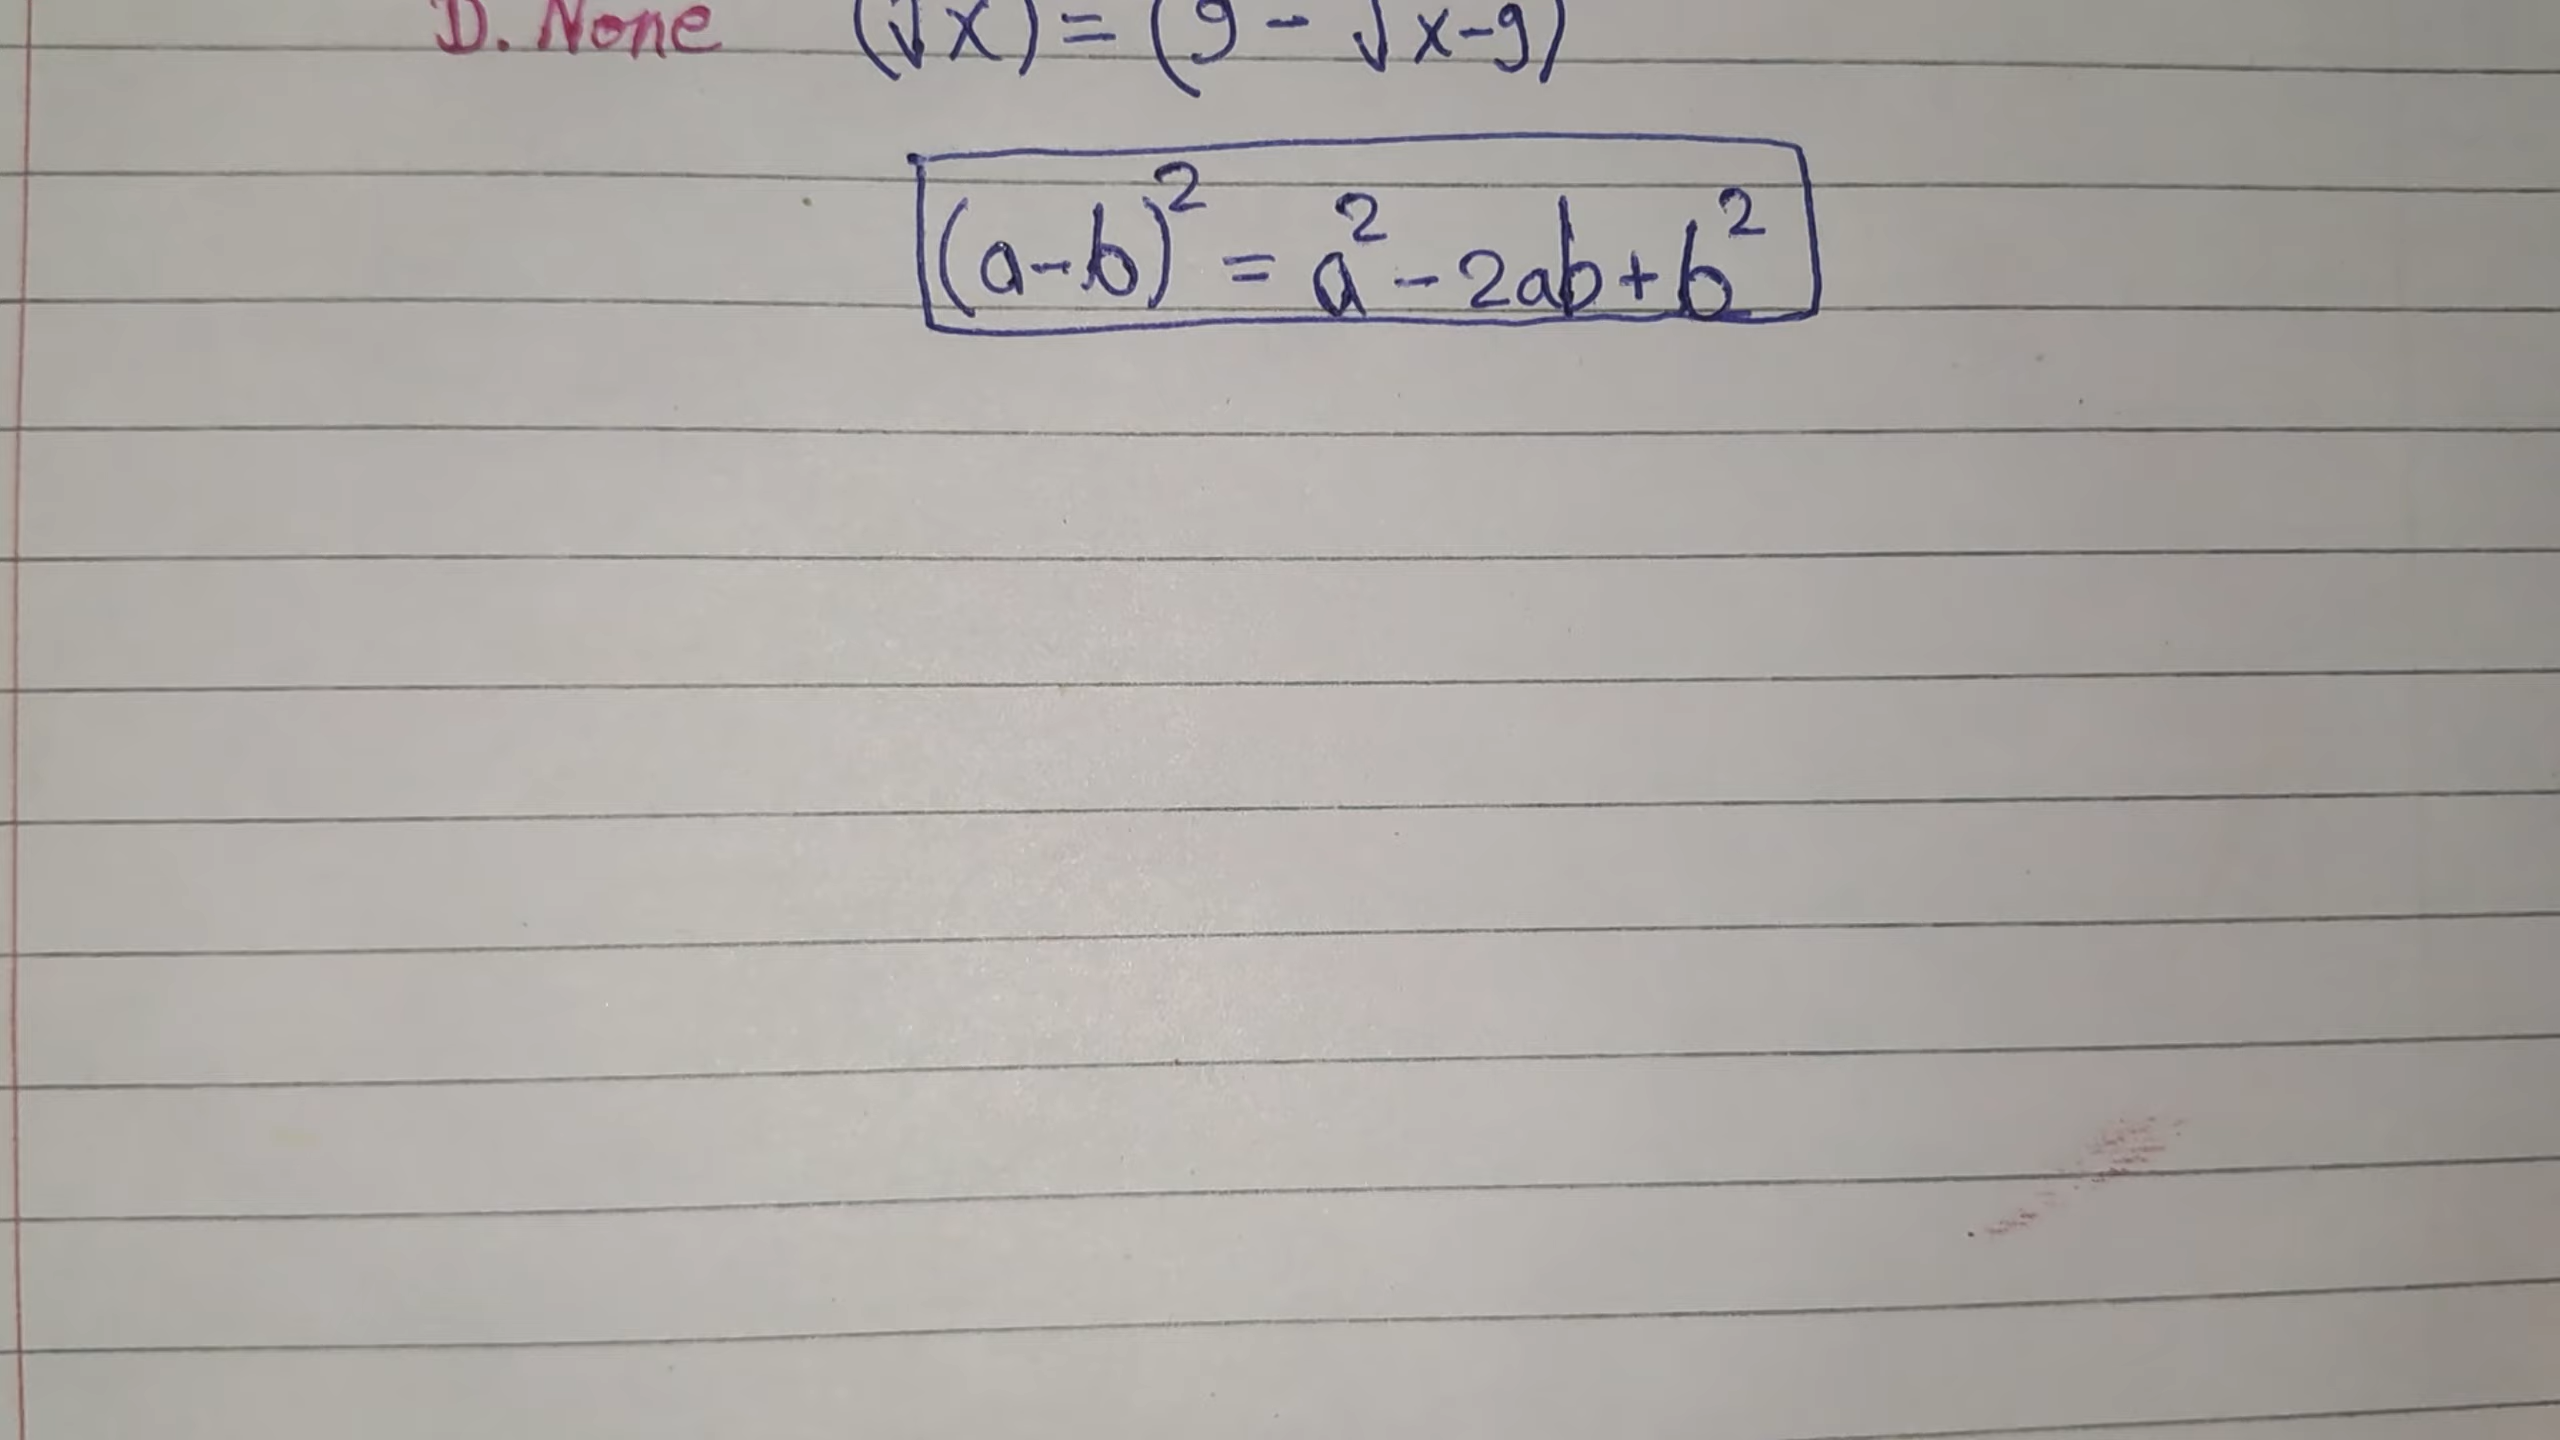 D. None (√x) = (9 - √x-9)
(a-b)² = a² - 2ab + b²